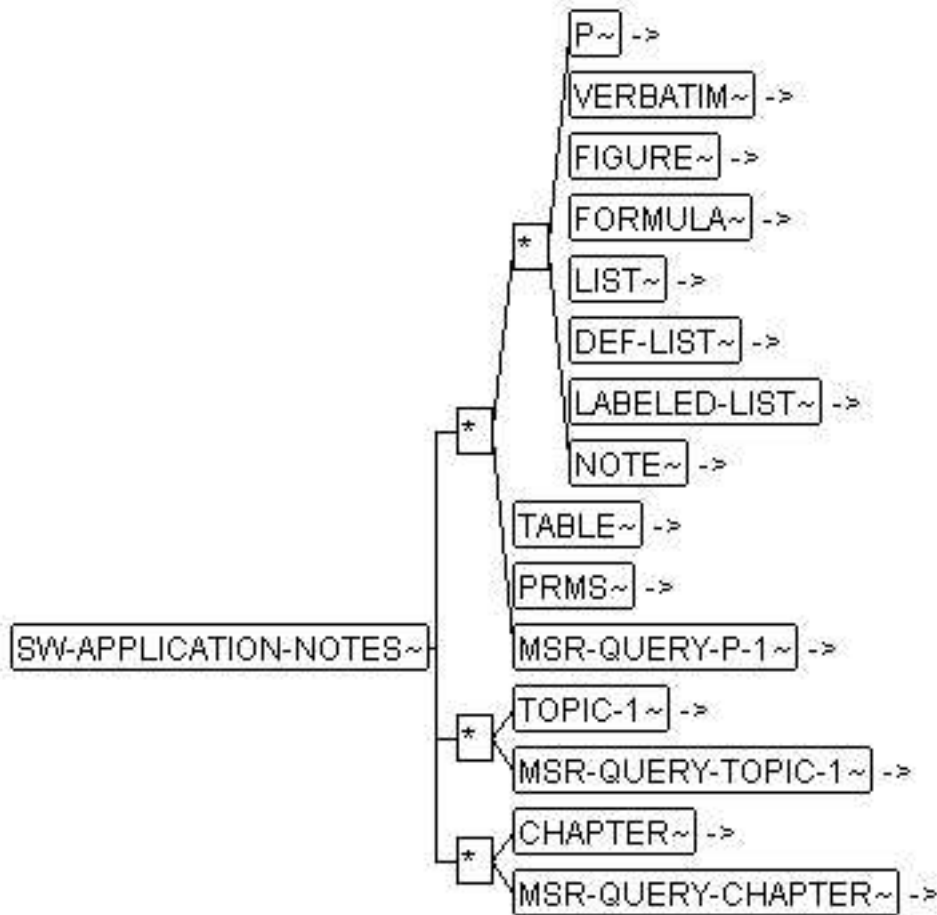 P~ ->
VERBATIM~ ->
FIGURE~ ->
FORMULA~ ->
*
LIST~ ->
DEF-LIST~ ->
LABELED-LIST~ ->
*
NOTE~ ->
TABLE~ ->
PRMS~ ->
SW-APPLICATION-NOTES~
MSR-QUERY-P-1~ ->
TOPIC-1~ ->
*
MSR-QUERY-TOPIC-1~ ->
CHAPTER~ ->
*
MSR-QUERY-CHAPTER~ ->